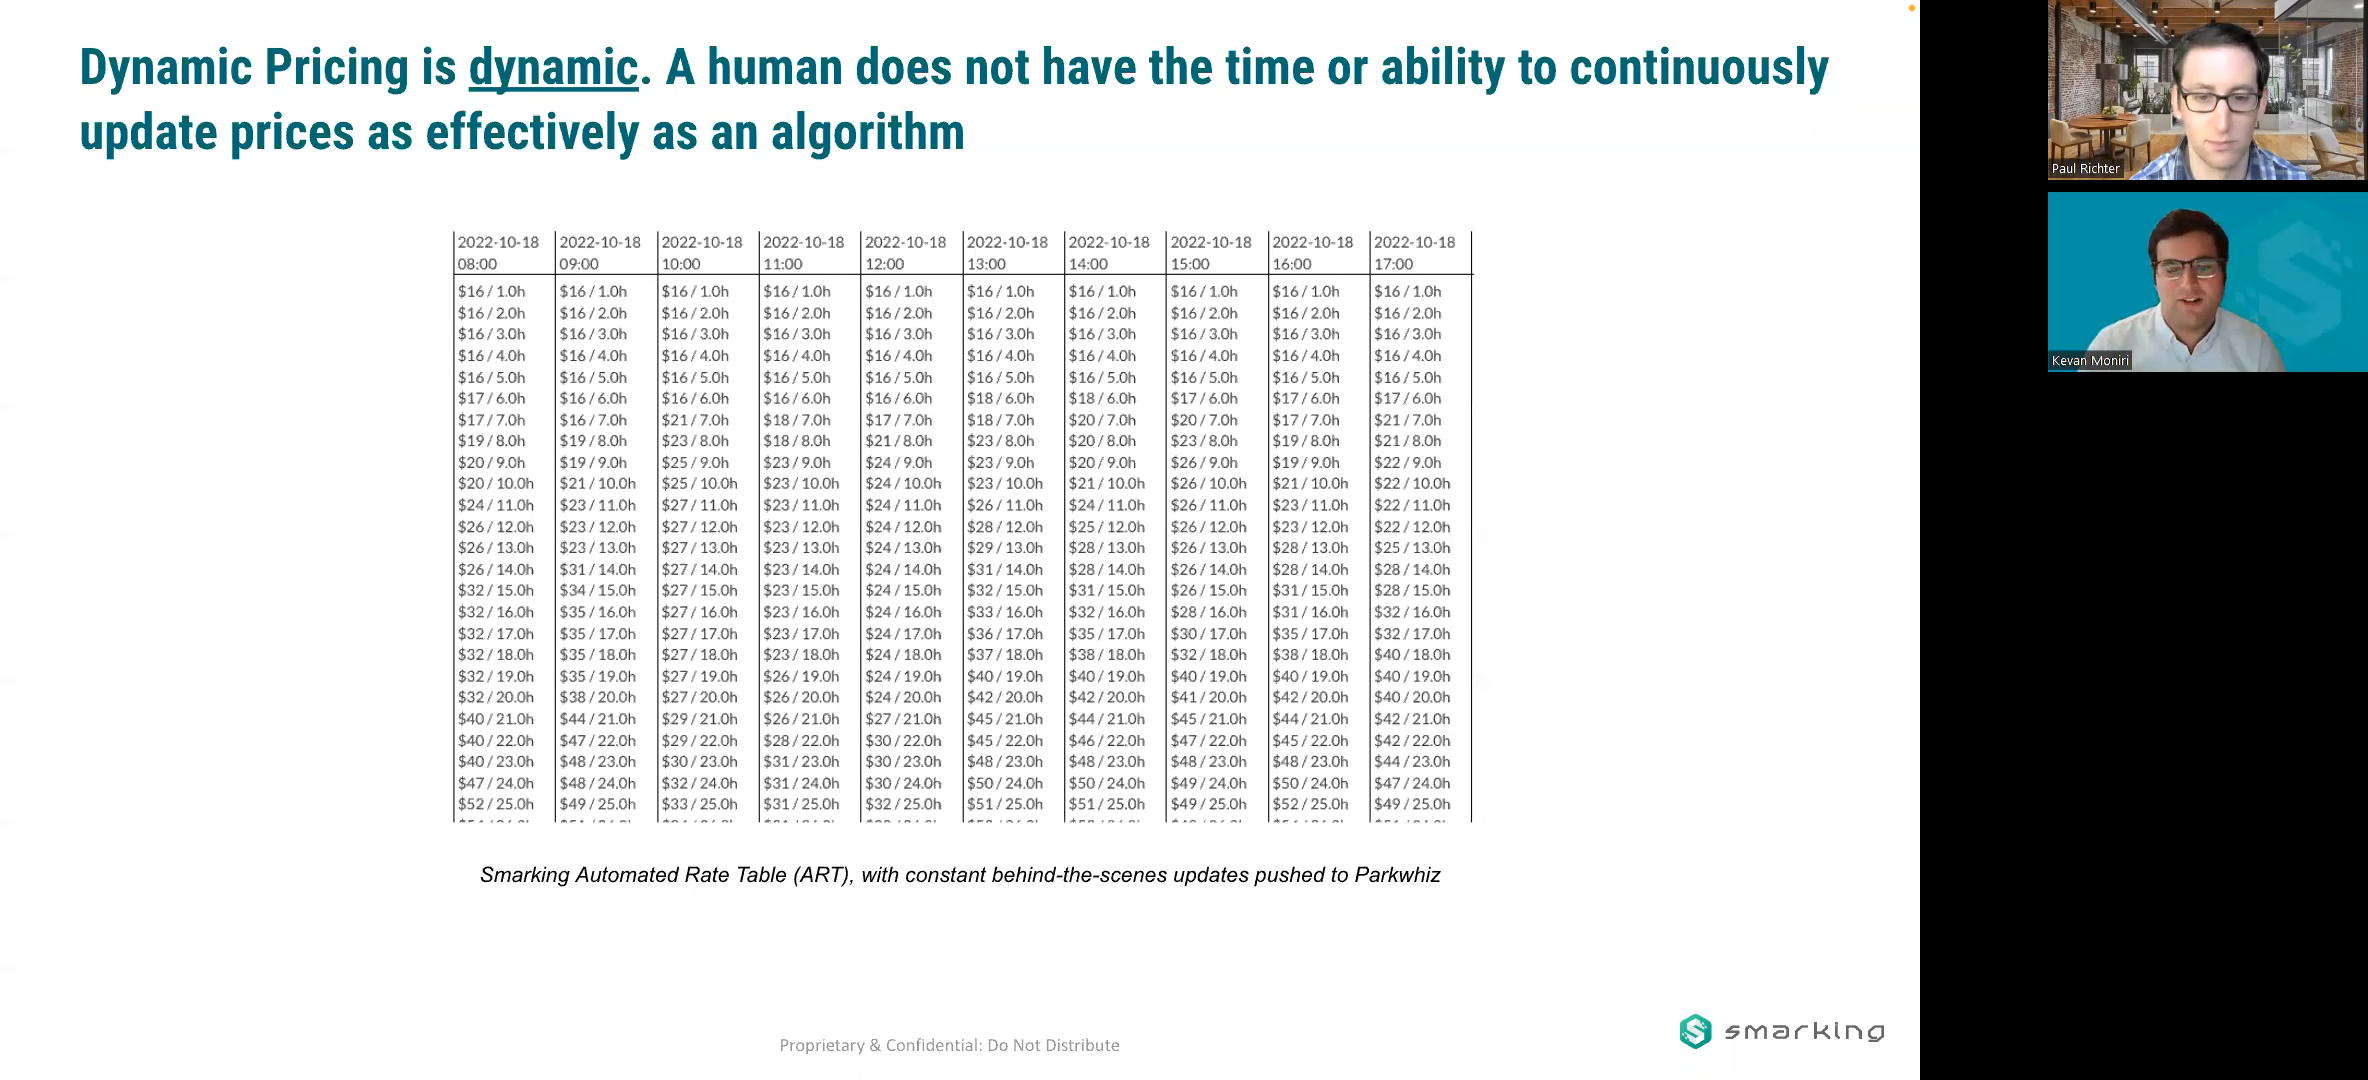 Dynamic Pricing is dynamic. A human does not have the time or ability to continuously
update prices as effectively as an algorithm
2022-10-18 2022-10-18 2022-10-18 2022-10-18 2022-10-18 2022-10-18 2022-10-18 2022-10-18 2022-10-18 2022-10-18
08:00 09:00 10:00 11:00 12:00 13:00 14:00 15:00 16:00 17:00
$16 / 1.0h $16 / 1.0h $16 / 1.0h $16 / 1.0h $16 / 1.0h $16 / 1.0h $16 / 1.0h $16 / 1.0h $16 / 1.0h $16 / 1.0h
$16 / 2.0h $16 / 2.0h $16 / 2.0h $16 / 2.0h $16 / 2.0h $16 / 2.0h $16 / 2.0h $16 / 2.0h $16 / 2.0h $16 / 2.0h
$16 / 3.0h $16 / 3.0h $16 / 3.0h $16 / 3.0h $16 / 3.0h $16 / 3.0h $16 / 3.0h $16 / 3.0h $16 / 3.0h $16 / 3.0h
$16 / 4.0h $16 / 4.0h $16 / 4.0h $16 / 4.0h $16 / 4.0h $16 / 4.0h $16 / 4.0h $16 / 4.0h $16 / 4.0h $16 / 4.0h
$16 / 5.0h $16 / 5.0h $16 / 5.0h $16 / 5.0h $16 / 5.0h $16 / 5.0h $16 / 5.0h $16 / 5.0h $16 / 5.0h $16 / 5.0h
$17 / 6.0h $16 / 6.0h $16 / 6.0h $16 / 6.0h $16 / 6.0h $18 / 6.0h $18 / 6.0h $17 / 6.0h $17 / 6.0h $17 / 6.0h
$17 / 7.0h $16 / 7.0h $21 / 7.0h $18 / 7.0h $17 / 7.0h $18 / 7.0h $20 / 7.0h $20 / 7.0h $17 / 7.0h $21 / 7.0h
$19 / 8.0h $19 / 8.0h $23 / 8.0h $18 / 8.0h $21 / 8.0h $23 / 8.0h $20 / 8.0h $23 / 8.0h $19 / 8.0h $21 / 8.0h
$20 / 9.0h $19 / 9.0h $25 / 9.0h $23 / 9.0h $24 / 9.0h $23 / 9.0h $20 / 9.0h $26 / 9.0h $19 / 9.0h $22 / 9.0h
$20 / 10.0h $21 / 10.0h $25 / 10.0h $23 / 10.0h $24 / 10.0h $23 / 10.0h $21 / 10.0h $26 / 10.0h $21 / 10.0h $22 / 10.0h
$24 / 11.0h $23 / 11.0h $27 / 11.0h $23 / 11.0h $24 / 11.0h $26 / 11.0h $24 / 11.0h $26 / 11.0h $23 / 11.0h $22 / 11.0h
$26 / 12.0h $23 / 12.0h $27 / 12.0h $23 / 12.0h $24 / 12.0h $28 / 12.0h $25 / 12.0h $26 / 12.0h $23 / 12.0h $22 / 12.0h
$26 / 13.0h $23 / 13.0h $27 / 13.0h $23 / 13.0h $24 / 13.0h $29 / 13.0h $28 / 13.0h $26 / 13.0h $28 / 13.0h $25 / 13.0h
$26 / 14.0h $31 / 14.0h $27 / 14.0h $23 / 14.0h $24 / 14.0h $31 / 14.0h $28 / 14.0h $26 / 14.0h $28 / 14.0h $28 / 14.0h
$32 / 15.0h $34 / 15.0h $27 / 15.0h $23 / 15.0h $24 / 15.0h $32 / 15.0h $31 / 15.0h $26 / 15.0h $31 / 15.0h $28 / 15.0h
$32 / 16.0h $35 / 16.0h $27 / 16.0h $23 / 16.0h $24 / 16.0h $33 / 16.0h $32 / 16.0h $28 / 16.0h $31 / 16.0h $32 / 16.0h
$32 / 17.0h $35 / 17.0h $27 / 17.0h $23 / 17.0h $24 / 17.0h $36 / 17.0h $35 / 17.0h $30 / 17.0h $35 / 17.0h $32 / 17.0h
$32 / 18.0h $35 / 18.0h $27 / 18.0h $23 / 18.0h $24 / 18.0h $37 / 18.0h $38 / 18.0h $32 / 18.0h $38 / 18.0h $40 / 18.0h
$32 / 19.0h $35 / 19.0h $27 / 19.0h $26 / 19.0h $24 / 19.0h $40 / 19.0h $40 / 19.0h $40 / 19.0h $40 / 19.0h $40 / 19.0h
$32 / 20.0h $38 / 20.0h $27 / 20.0h $26 / 20.0h $24 / 20.0h $42 / 20.0h $42 / 20.0h $41 / 20.0h $42 / 20.0h $40 / 20.0h
$40 / 21.0h $44 / 21.0h $29 / 21.0h $26 / 21.0h $27 / 21.0h $45 / 21.0h $44 / 21.0h $45 / 21.0h $44 / 21.0h $42 / 21.0h
$40 / 22.0h $47 / 22.0h $29 / 22.0h $28 / 22.0h $30 / 22.0h $45 / 22.0h $46 / 22.0h $47 / 22.0h $45 / 22.0h $42 / 22.0h
$40 / 23.0h $48 / 23.0h $30 / 23.0h $31 / 23.0h $30 / 23.0h $48 / 23.0h $48 / 23.0h $48 / 23.0h $48 / 23.0h $44 / 23.0h
$47 / 24.0h $48 / 24.0h $32 / 24.0h $31 / 24.0h $30 / 24.0h $50 / 24.0h $50 / 24.0h $49 / 24.0h $50 / 24.0h $47 / 24.0h
$52 / 25.0h $49 / 25.0h $33 / 25.0h $31 / 25.0h $32 / 25.0h $51 / 25.0h $51 / 25.0h $49 / 25.0h $52 / 25.0h $49 / 25.0h
Smarking Automated Rate Table (ART), with constant behind-the-scenes updates pushed to Parkwhiz
Proprietary & Confidential: Do Not Distribute
smarking
Paul Richter
Kevan Moniri